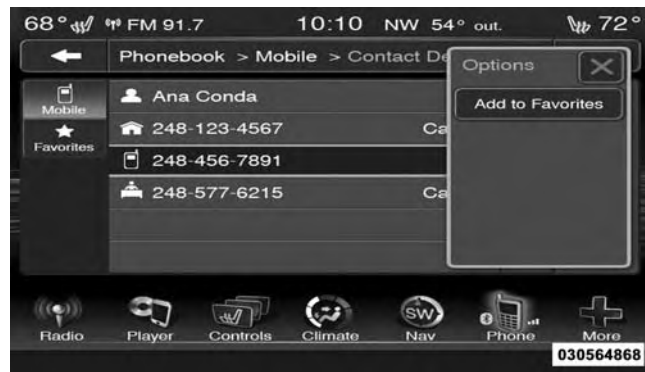 68° FM 91.7 10:10 NW 54° out. 72°
Phonebook > Mobile > Contact De
Options
Mobile
Ana Conda
Add to Favorites
Favorites
248-123-4567 Ca
248-456-7891
248-577-6215 Ca
Radio Player Controls Climate SW Nav Phone More
030564868